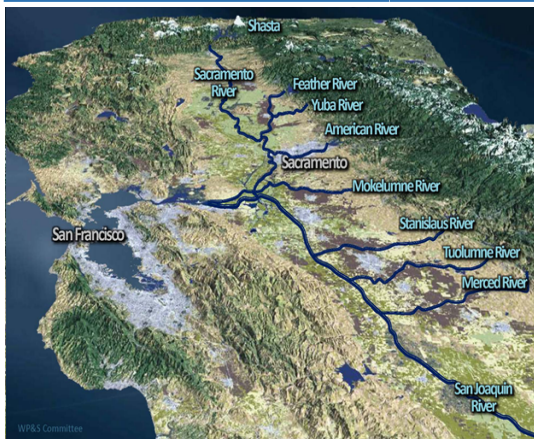 Shasta
Sacramento
River
Feather River
Yuba River
American River
Sacramento
Mokelumne River
Stanislaus River
San Francisco
Tuolumne River
Merced River
San Joaquin
River
WP&S Committee